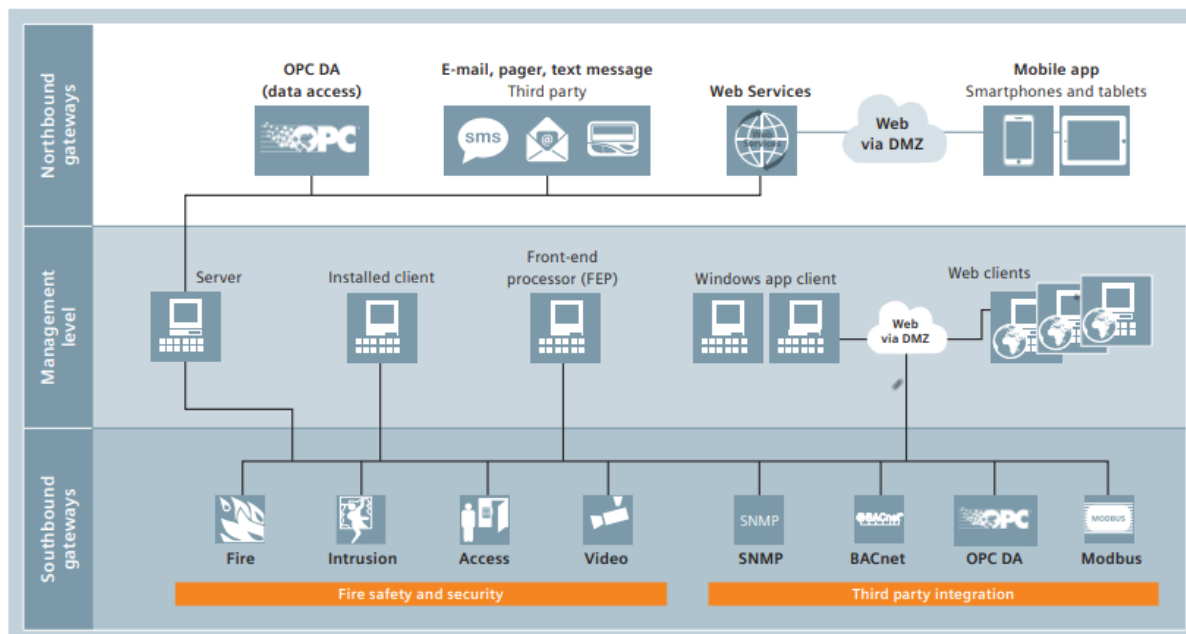 Northbound
gateways
OPC DA
(data access)
OPC
E-mail, pager, text message
Third party
sms
@
Web Services
Web
Services
Web
via DMZ
Mobile app
Smartphones and tablets
Management
level
Server
Installed client
Front-end
processor (FEP)
Windows app client
Web
via DMZ
Web clients
Southbound
gateways
Fire
Intrusion
Access
Video
SNMP
SNMP
BACnet
BACnet
OPC
OPC DA
MODBUS
Modbus
Fire safety and security
Third party integration